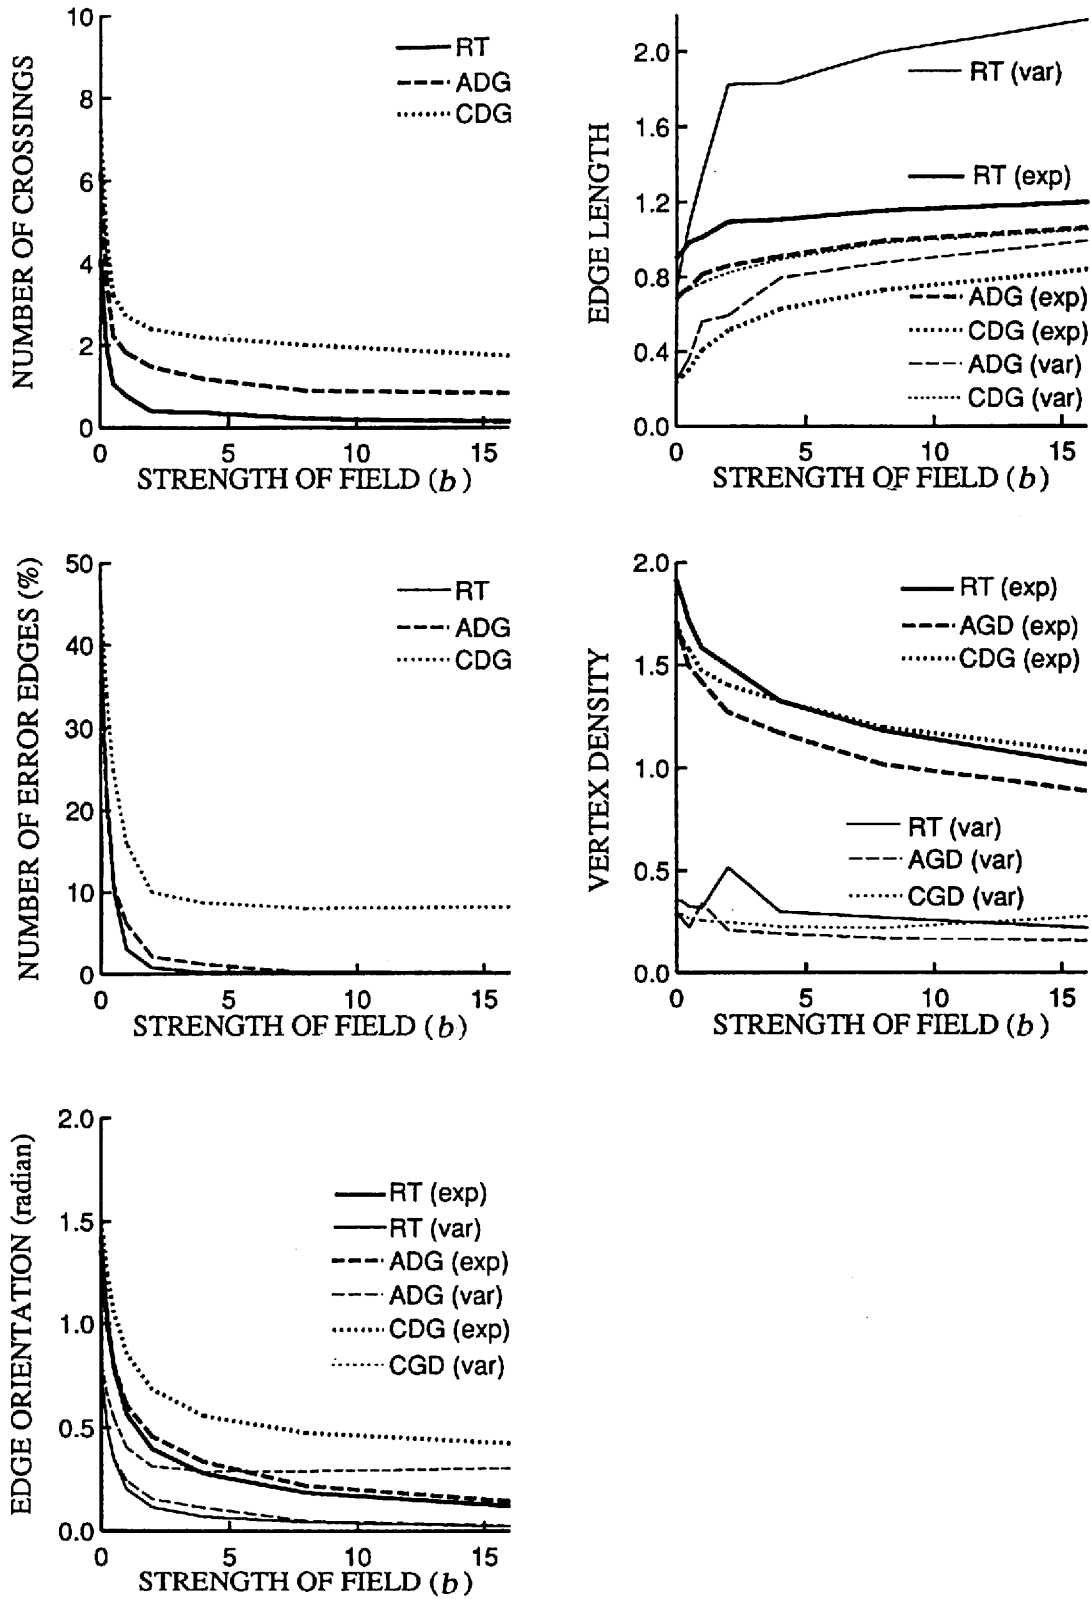 NUMBER OF CROSSINGS
10
8
6
4
2
0
0 5 10 15
RT
ADG
CDG
STRENGTH OF FIELD (b)
EDGE LENGTH
2.0
1.6
1.2
0.8
0.4
0.0
0 5 10 15
RT (var)
RT (exp)
ADG (exp)
CDG (exp)
ADG (var)
CDG (var)
STRENGTH OF FIELD (b)
NUMBER OF ERROR EDGES (%)
50
40
30
20
10
0
0 5 10 15
RT
ADG
CDG
STRENGTH OF FIELD (b)
VERTEX DENSITY
2.0
1.5
1.0
0.5
0.0
0 5 10 15
RT (exp)
AGD (exp)
CDG (exp)
RT (var)
AGD (var)
CGD (var)
STRENGTH OF FIELD (b)
EDGE ORIENTATION (radian)
2.0
1.5
1.0
0.5
0.0
0 5 10 15
RT (exp)
RT (var)
ADG (exp)
ADG (var)
CDG (exp)
CGD (var)
STRENGTH OF FIELD (b)